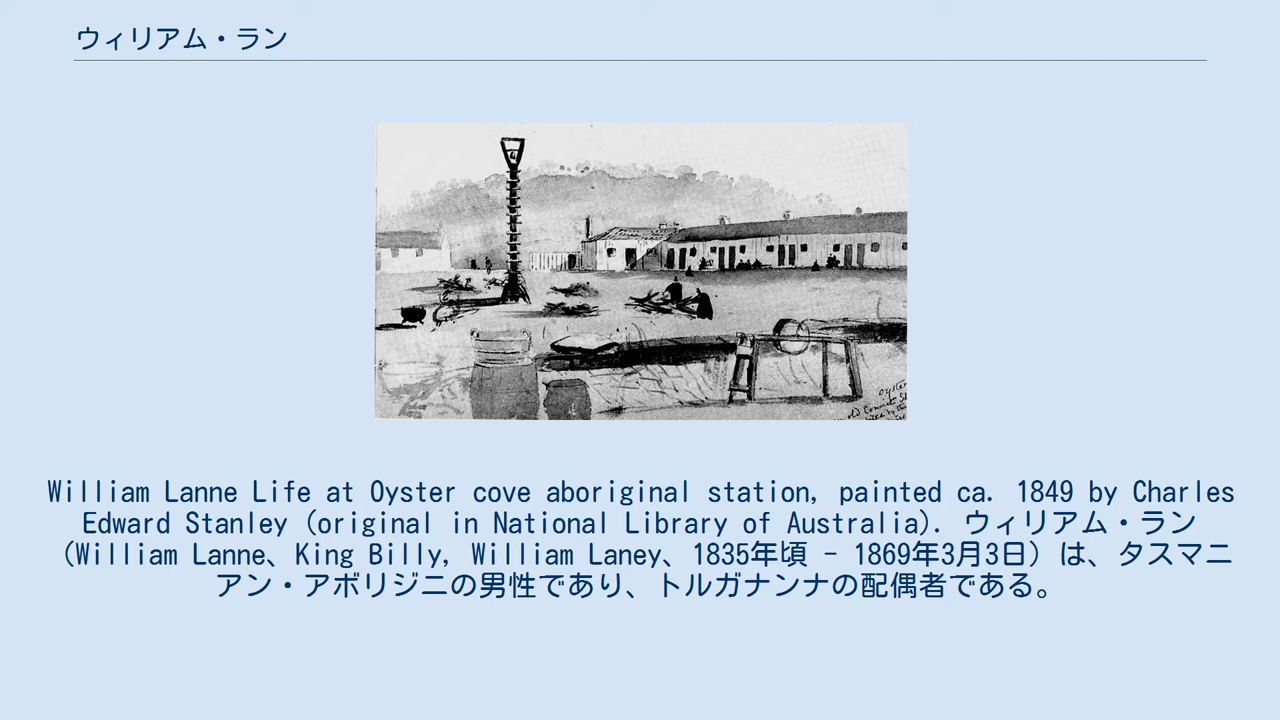 ウィリアム・ラン
Oyster
William Lanne Life at Oyster cove aboriginal station, painted ca. 1849 by Charles
Edward Stanley (original in National Library of Australia). ウィリアム・ラン
(William Lanne、King Billy, William Laney、1835年頃 - 1869年3月3日）は、タスマニ
アン・アボリジニの男性であり、トルガナンナの配偶者である。